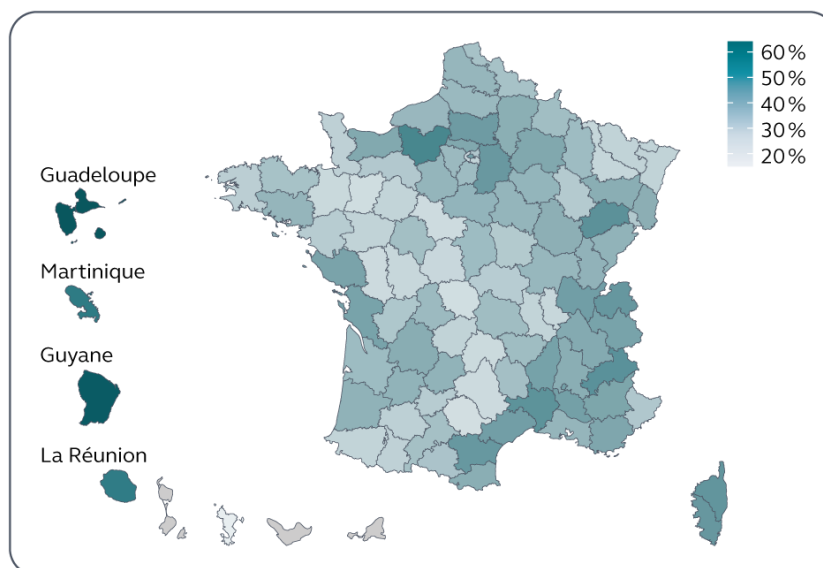 60 %
50 %
40 %
30 %
20 %
Guadeloupe
Martinique
Guyane
La Réunion